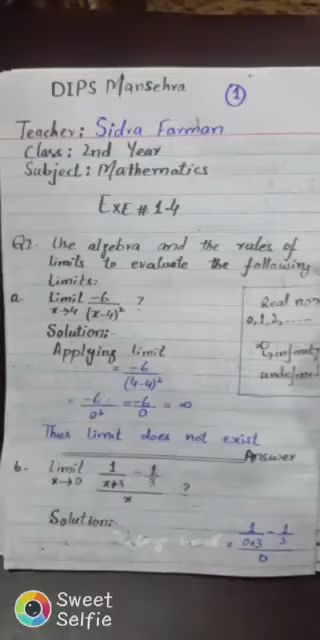 DIPS Mansehra
1
Teacher: Sidra Farman
Class: 2nd Year
Subject: Mathematics
EXE # 1.4
Q2. Use algebra and the rules of
limits to evaluate the following
Limits:
a. Limit x→4 -6/(x-4)² ?
Real no
0,1,2,......
∞
undefine
Solution:-
Applying limit
= -6/(4-4)²
= -6/0² = -6/0 = ∞
Thus limit does not exist
Answer
b- Limit x→0 (1/(x+3) - 1/3)/x ?
Solution:-
= (1/(0+3) - 1/3)/0
Sweet
Selfie